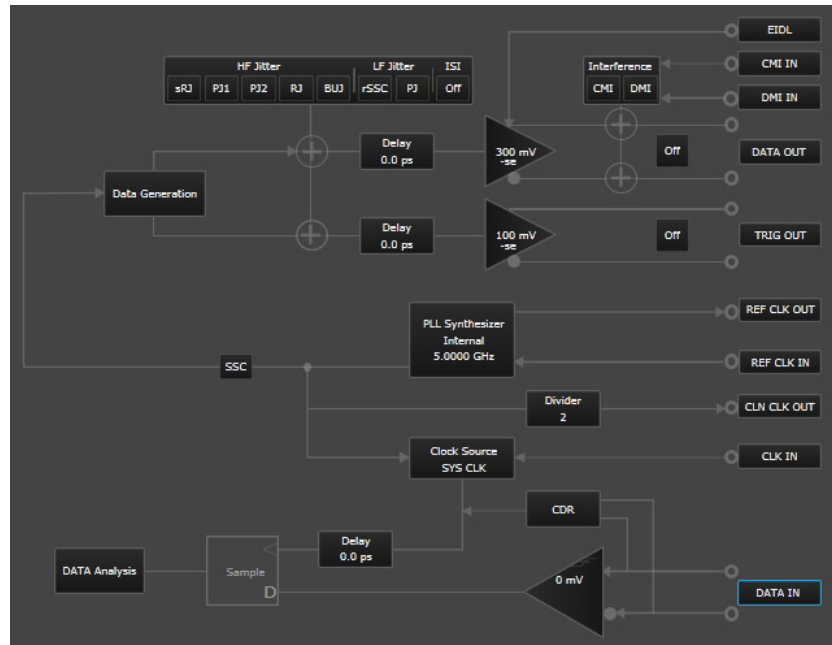 EIDL
HF Jitter LF Jitter ISI
sRJ PJ1 PJ2 RJ BUJ rSSC PJ Off
Interference
CMI DMI
CMI IN
DMI IN
Delay
0.0 ps
300 mV
-se
Off
DATA OUT
Data Generation
Delay
0.0 ps
100 mV
-se
Off
TRIG OUT
PLL Synthesizer
Internal
5.0000 GHz
REF CLK OUT
REF CLK IN
SSC
Divider
2
CLN CLK OUT
Clock Source
SYS CLK
CLK IN
CDR
Delay
0.0 ps
DATA Analysis
Sample
D
0 mV
DATA IN